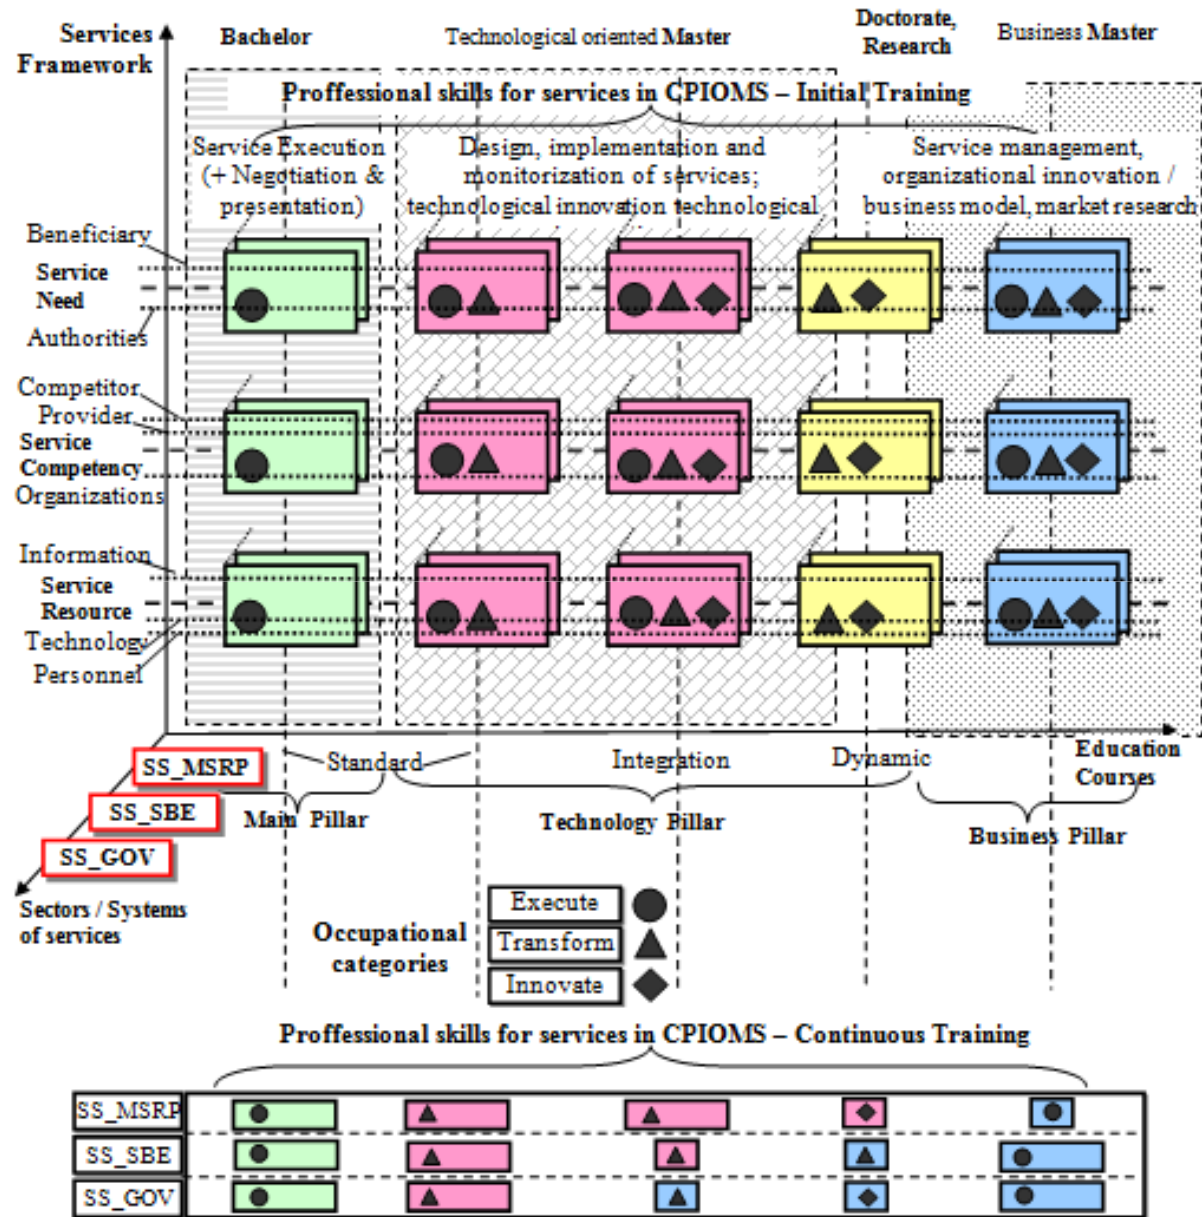 Services
Framework
Bachelor
Technological oriented Master
Doctorate,
Research
Business Master
Proffessional skills for services in CPIOMS – Initial Training
Service Execution
(+ Negotiation &
presentation)
Design, implementation and
monitorization of services;
technological innovation technological
Service management,
organizational innovation /
business model, market research
Beneficiary
Service
Need
Authorities
Competitor
Provider
Service
Competency
Organizations
Information
Service
Resource
Technology
Personnel
SS_MSRP
SS_SBE
SS_GOV
Sectors / Systems
of services
Standard
Integration
Dynamic
Education
Courses
Main Pillar
Technology Pillar
Business Pillar
Occupational
categories
Execute
Transform
Innovate
Proffessional skills for services in CPIOMS – Continuous Training
SS_MSRP
SS_SBE
SS_GOV